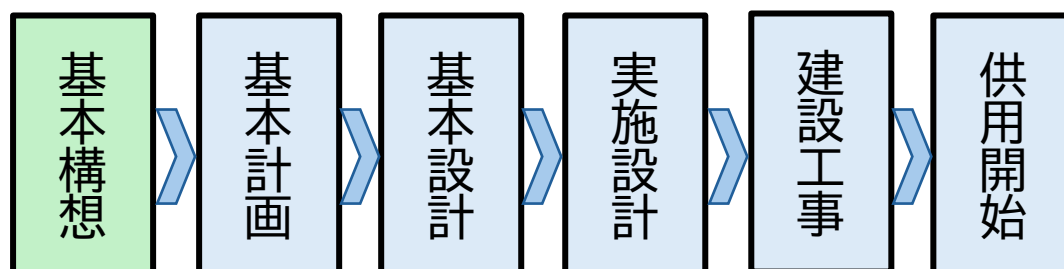 基本構想
基本計画
基本設計
実施設計
建設工事
供用開始